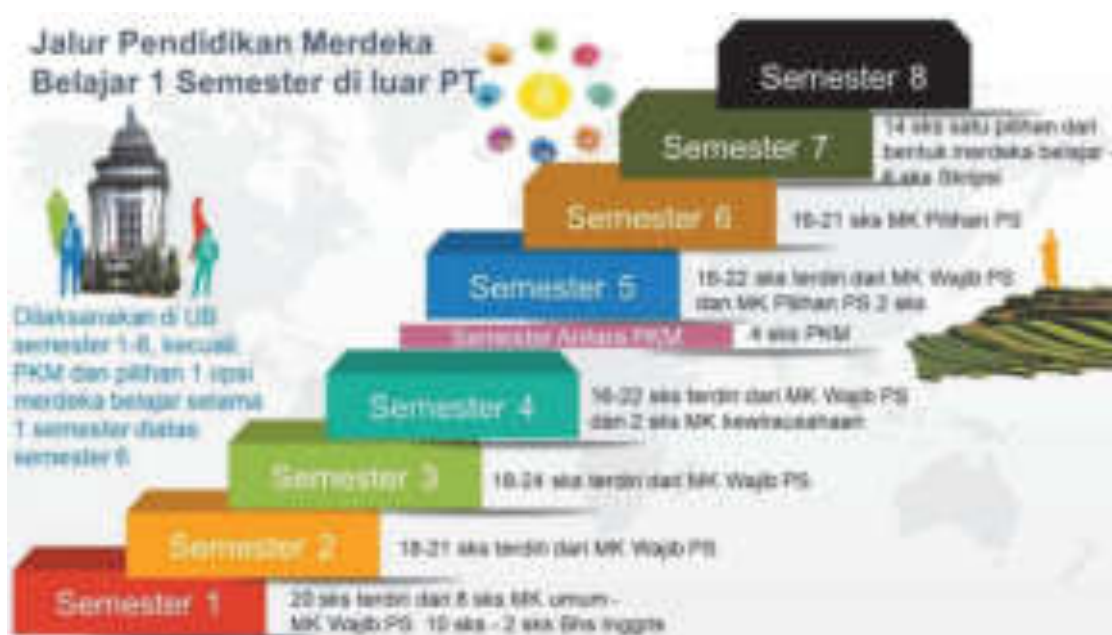 Jalur Pendidikan Merdeka
Belajar 1 Semester di luar PT
Semester 8
Semester 7
14 sks satu pilihan dari
bentuk merdeka belajar -
6 sks Skripsi
Semester 6
MK Pilihan PS
Semester 5
16-22 sks terdiri dari MK Wajib PS
dan MK Pilihan PS 2 sks
Semester Antara PKM
4 sks PKM
Dilaksanakan di UB
semester 1-6, kecuali
PKM dan pilihan 1 opsi
merdeka belajar selama
1 semester diatas
semester 6
Semester 4
16-22 sks terdiri dari MK Wajib PS
dan 2 sks MK kewirausahaan
Semester 3
18-24 sks terdiri dari MK Wajib PS
Semester 2
18-21 sks terdiri dari MK Wajib PS
Semester 1
20 sks terdiri dari 8 sks MK umum -
MK Wajib PS 10 sks - 2 sks Bhs Inggris